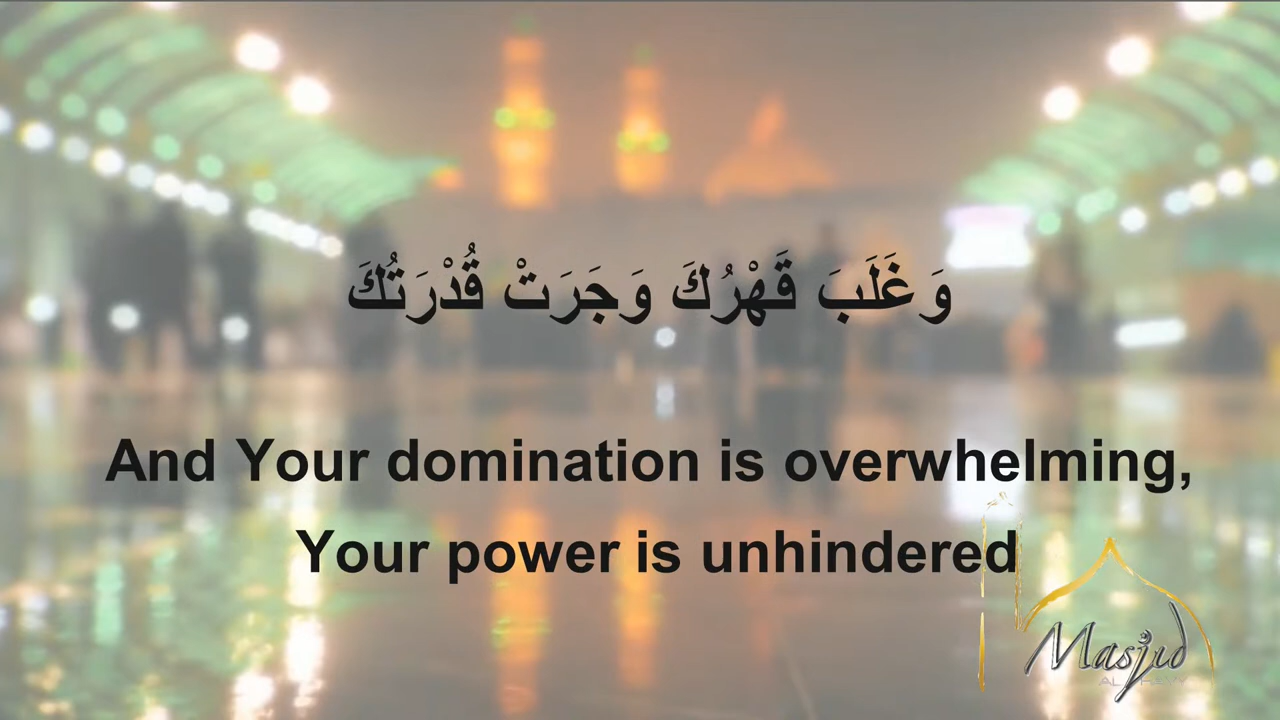 وَ غَلَبَ قَهْرُكَ وَجَرَتْ قُدْرَتُكَ
And Your domination is overwhelming,
Your power is unhindered
Masjid